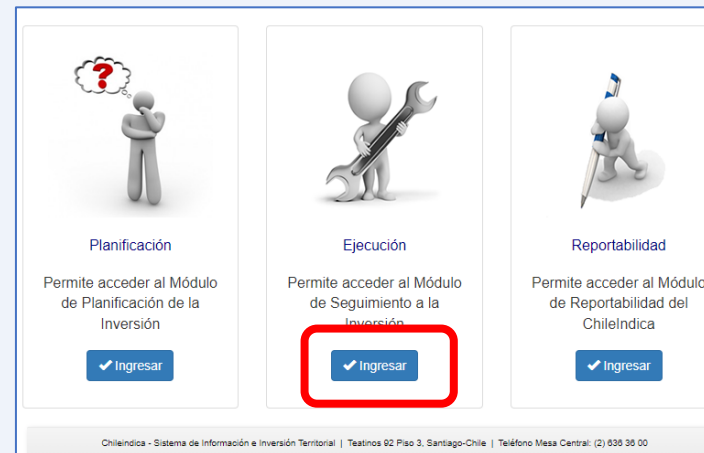 ?
Planificación
Permite acceder al Módulo
de Planificación de la
Inversión
Ingresar
Ejecución
Permite acceder al Módulo
de Seguimiento a la
Inversión
Ingresar
Reportabilidad
Permite acceder al Módulo
de Reportabilidad del
ChileIndica
Ingresar
Chileindica - Sistema de Información e Inversión Territorial | Teatinos 92 Piso 3, Santiago-Chile | Teléfono Mesa Central: (2) 636 36 00